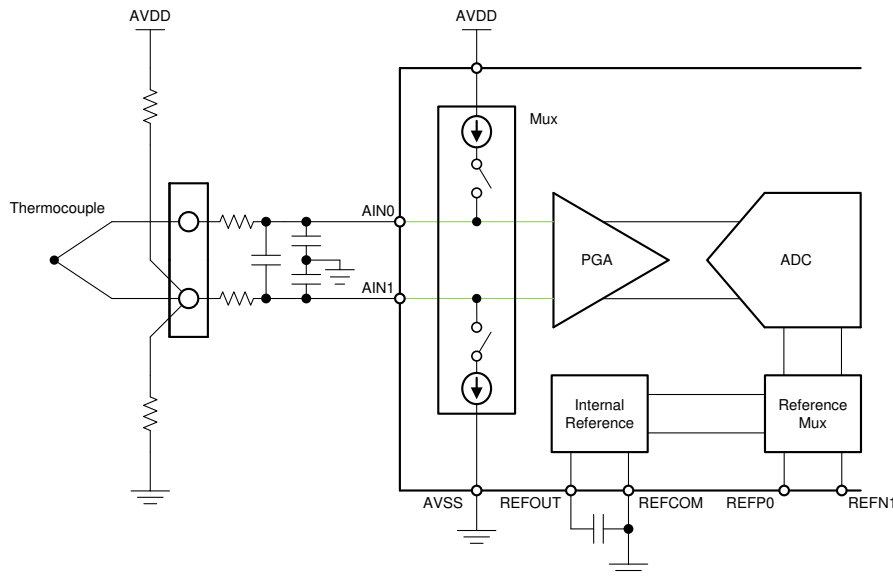 AVDD
AVDD
Mux
Thermocouple
AIN0
PGA
ADC
AIN1
Internal
Reference
Reference
Mux
AVSS
REFOUT
REFCOM
REFP0
REFN1